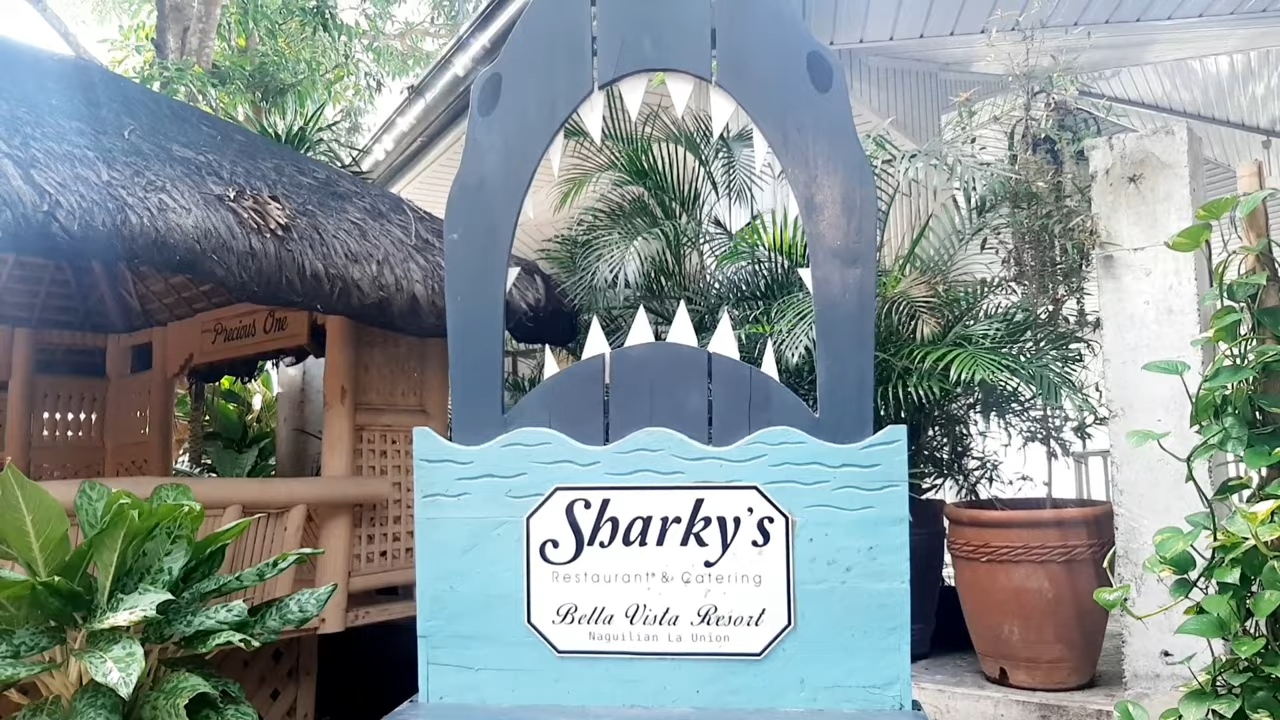 Precious One
Sharky's
Restaurant & Catering
Bella Vista Resort
Naguilian La Union